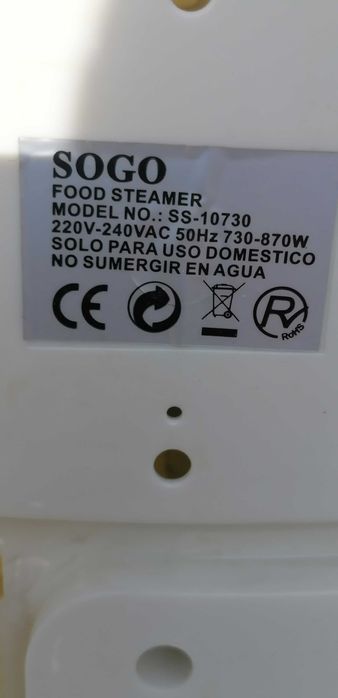 SOGO
FOOD STEAMER
MODEL NO.: SS-10730
220V-240VAC 50Hz 730-870W
SOLO PARA USO DOMESTICO
NO SUMERGIR EN AGUA
CE
R
RoHS